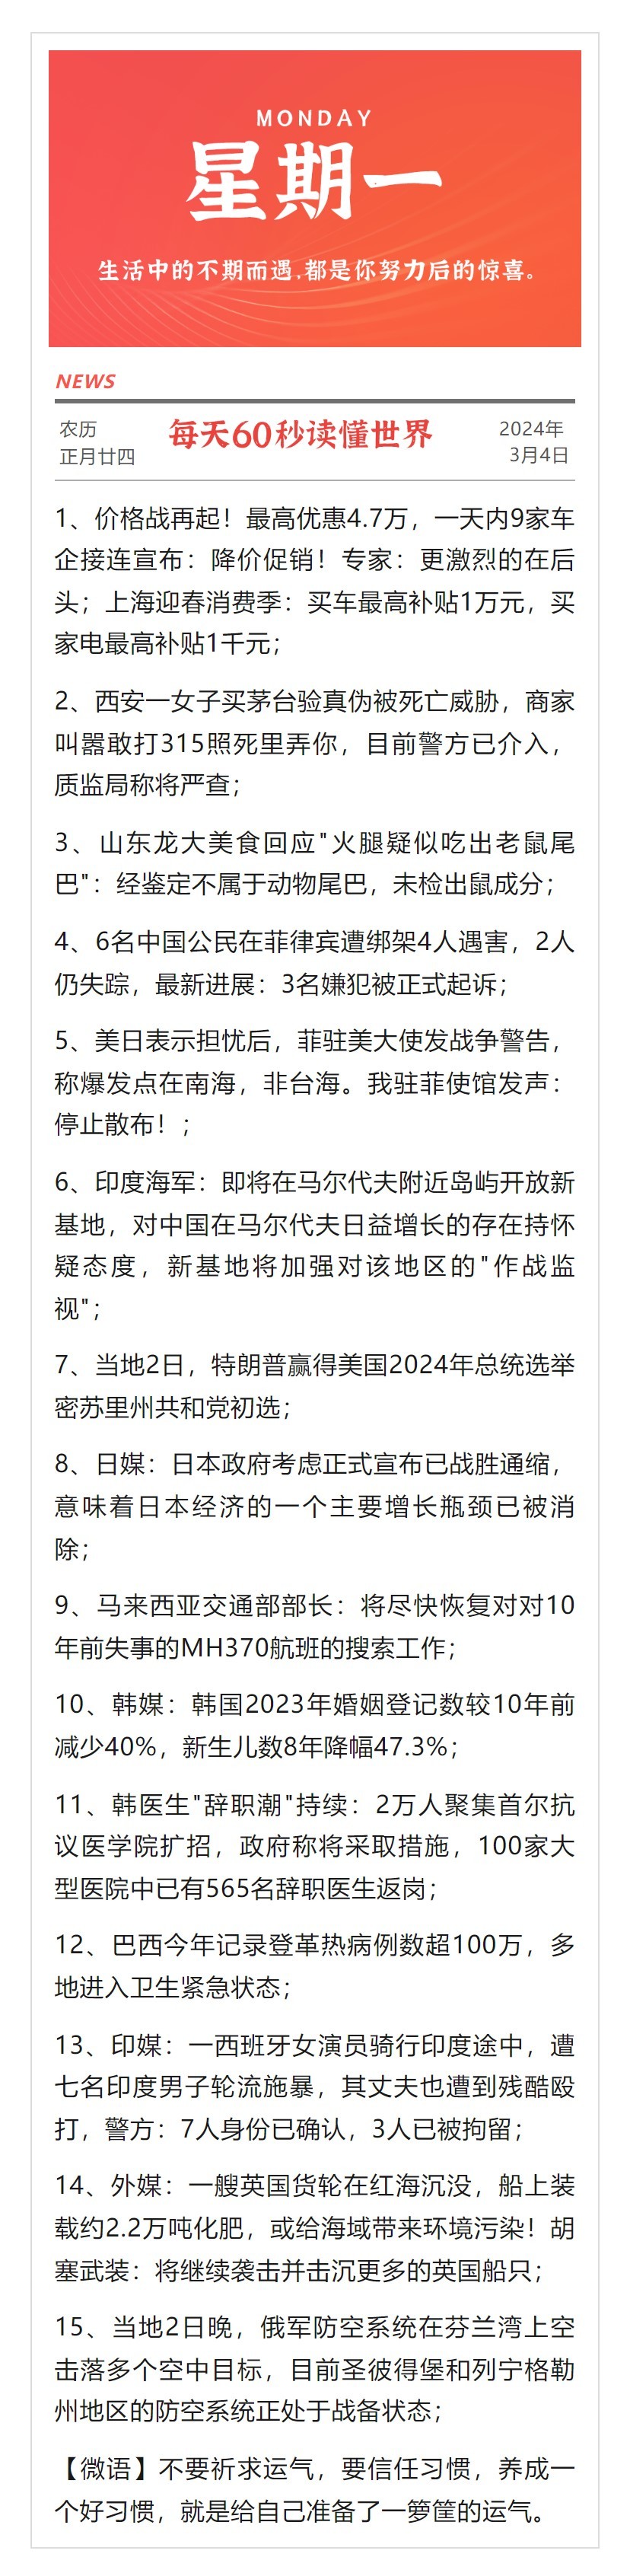 MONDAY
星期一
生活中的不期而遇,都是你努力后的惊喜。
NEWS
农历
正月廿四
每天60秒读懂世界
2024年
3月4日
1、价格战再起！最高优惠4.7万，一天内9家车
企接连宣布：降价促销！专家：更激烈的在后
头；上海迎春消费季：买车最高补贴1万元，买
家电最高补贴1千元；
2、西安一女子买茅台验真伪被死亡威胁，商家
叫嚣敢打315照死里弄你，目前警方已介入，
质监局称将严查；
3、山东龙大美食回应"火腿疑似吃出老鼠尾
巴"：经鉴定不属于动物尾巴，未检出鼠成分；
4、6名中国公民在菲律宾遭绑架4人遇害，2人
仍失踪，最新进展：3名嫌犯被正式起诉；
5、美日表示担忧后，菲驻美大使发战争警告，
称爆发点在南海，非台海。我驻菲使馆发声：
停止散布！；
6、印度海军：即将在马尔代夫附近岛屿开放新
基地，对中国在马尔代夫日益增长的存在持怀
疑态度，新基地将加强对该地区的"作战监
视"；
7、当地2日，特朗普赢得美国2024年总统选举
密苏里州共和党初选；
8、日媒：日本政府考虑正式宣布已战胜通缩，
意味着日本经济的一个主要增长瓶颈已被消
除；
9、马来西亚交通部部长：将尽快恢复对对10
年前失事的MH370航班的搜索工作；
10、韩媒：韩国2023年婚姻登记数较10年前
减少40%，新生儿数8年降幅47.3%；
11、韩医生"辞职潮"持续：2万人聚集首尔抗
议医学院扩招，政府称将采取措施，100家大
型医院中已有565名辞职医生返岗；
12、巴西今年记录登革热病例数超100万，多
地进入卫生紧急状态；
13、印媒：一西班牙女演员骑行印度途中，遭
七名印度男子轮流施暴，其丈夫也遭到残酷殴
打，警方：7人身份已确认，3人已被拘留；
14、外媒：一艘英国货轮在红海沉没，船上装
载约2.2万吨化肥，或给海域带来环境污染！胡
塞武装：将继续袭击并击沉更多的英国船只；
15、当地2日晚，俄军防空系统在芬兰湾上空
击落多个空中目标，目前圣彼得堡和列宁格勒
州地区的防空系统正处于战备状态；
【微语】不要祈求运气，要信任习惯，养成一
个好习惯，就是给自己准备了一箩筐的运气。